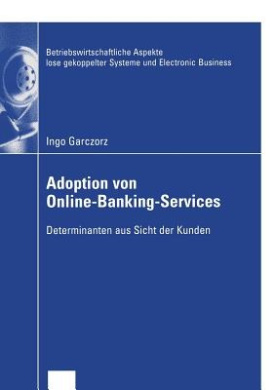 Betriebswirtschaftliche Aspekte
lose gekoppelter Systeme und Electronic Business
Ingo Garczorz
Adoption von
Online-Banking-Services
Determinanten aus Sicht der Kunden